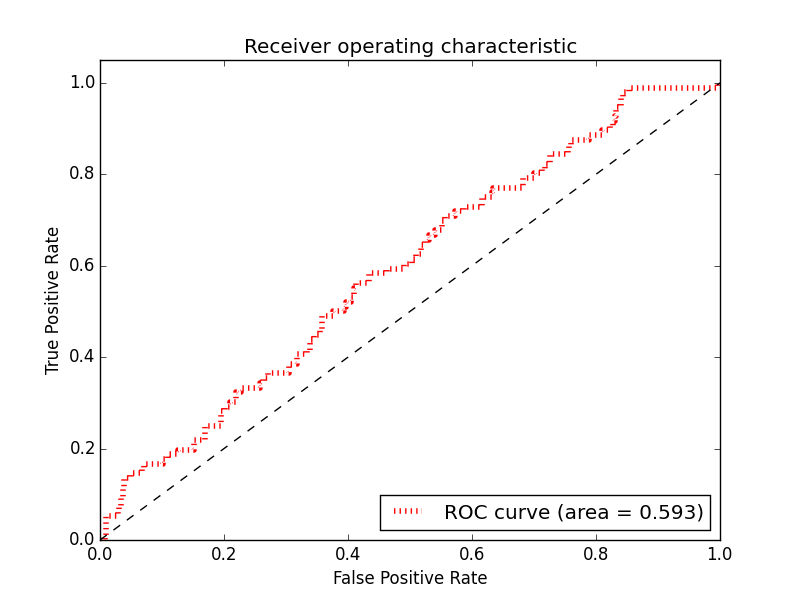 Receiver operating characteristic
True Positive Rate
1.0
0.8
0.6
0.4
0.2
0.0
ROC curve (area = 0.593)
0.0 0.2 0.4 0.6 0.8 1.0
False Positive Rate